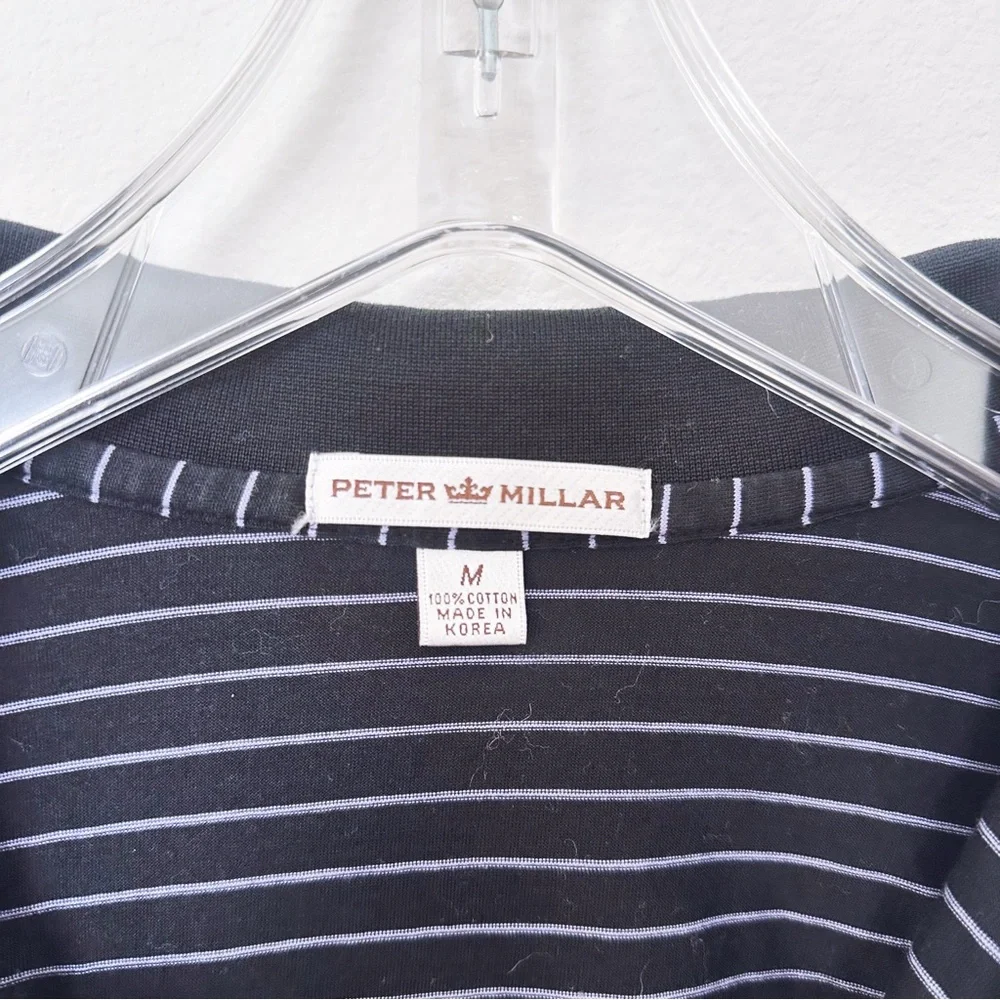 PETER MILLAR
M
100% COTTON
MADE IN
KOREA